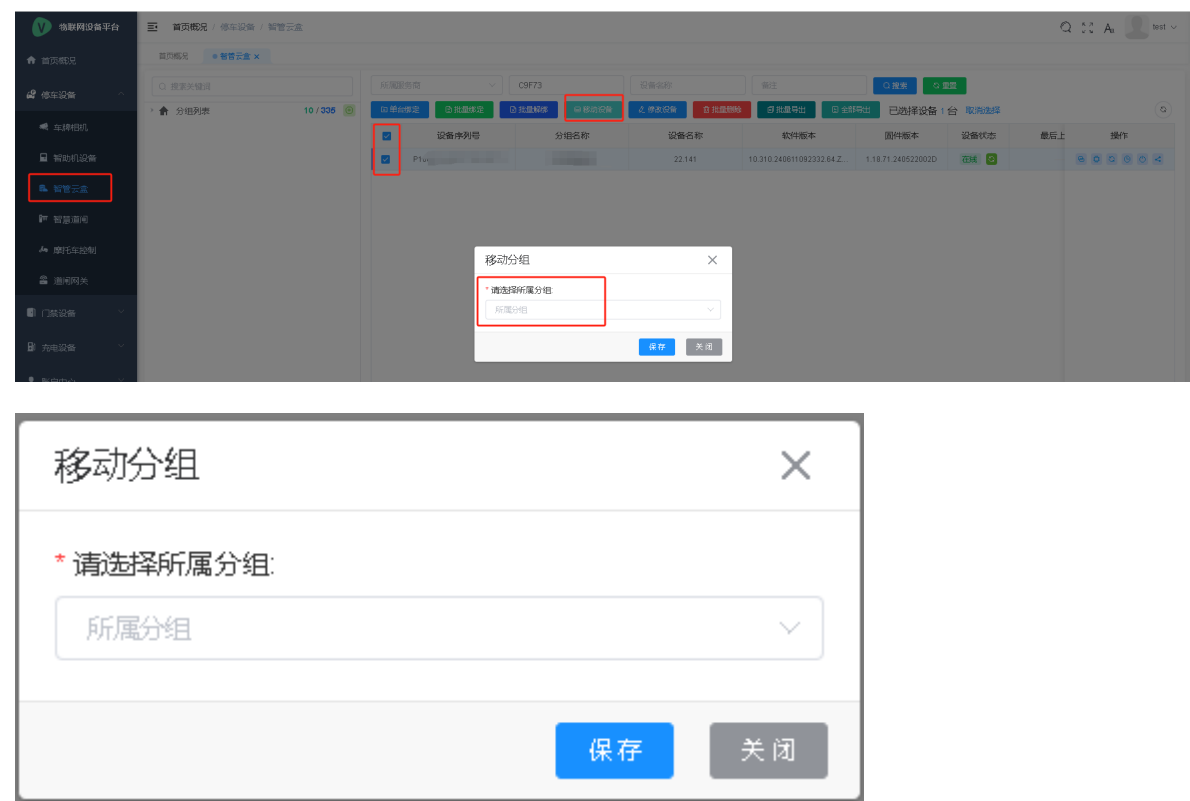 物联网设备平台
首页概况 / 停车设备 / 智管云盒
test
首页概况
智管云盒 ×
首页概况
停车设备
车牌相机
智助机设备
智管云盒
智慧道闸
摩托车控制
道闸网关
门禁设备
充电设备
搜索关键词
分组列表 10 / 335
所属服务商 C9F73 设备名称 备注 搜索 重置
单台绑定 批量绑定 批量解绑 移动设备 修改设备 批量删除 批量导出 全部导出 已选择设备 1 台 取消选择
设备序列号 分组名称 设备名称 软件版本 固件版本 设备状态 最后上 操作
22.141 10.310.240611092332.64.Z... 1.18.71.240522002D 在线
移动分组
* 请选择所属分组:
所属分组
保存 关闭
移动分组
* 请选择所属分组:
所属分组
保存 关闭